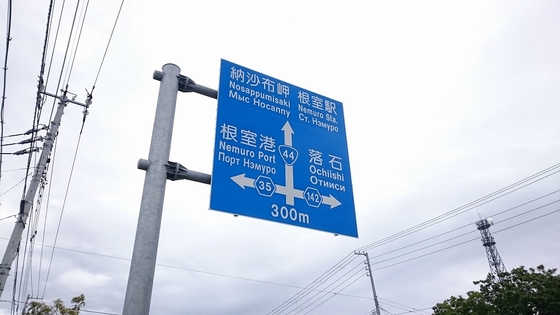 納沙布岬
Nosappumisaki
Мыс Носаппу
根室駅
Nemuro Sta.
Ст. Нэмуро
根室港
Nemuro Port
Порт Нэмуро
44
落石
Ochiishi
Отииси
35
142
300m